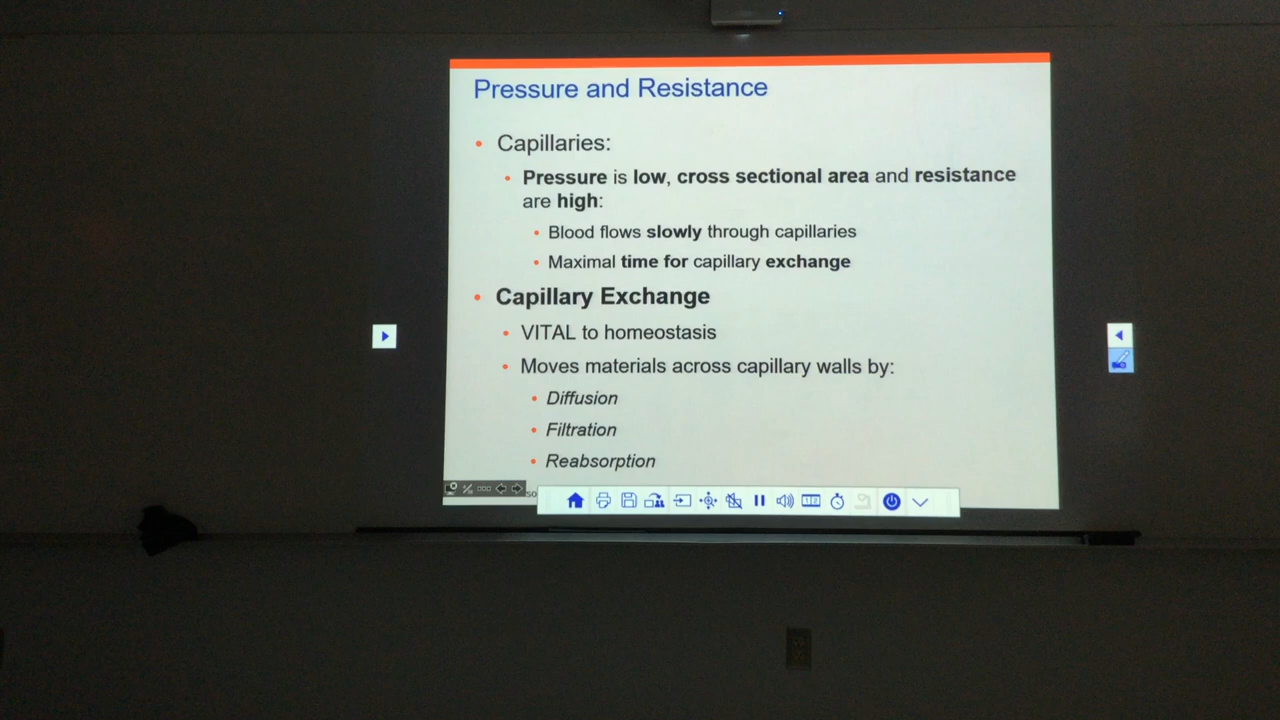 Pressure and Resistance
• Capillaries:
• Pressure is low, cross sectional area and resistance
are high:
• Blood flows slowly through capillaries
• Maximal time for capillary exchange
• Capillary Exchange
• VITAL to homeostasis
• Moves materials across capillary walls by:
• Diffusion
• Filtration
• Reabsorption
50